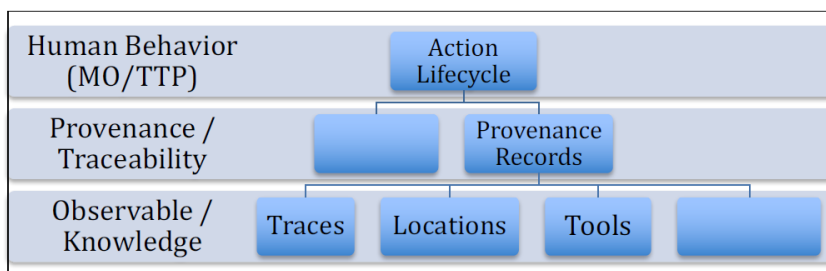 Human Behavior
(MO/TTP)
Action
Lifecycle
Provenance /
Traceability
Provenance
Records
Observable /
Knowledge
Traces
Locations
Tools